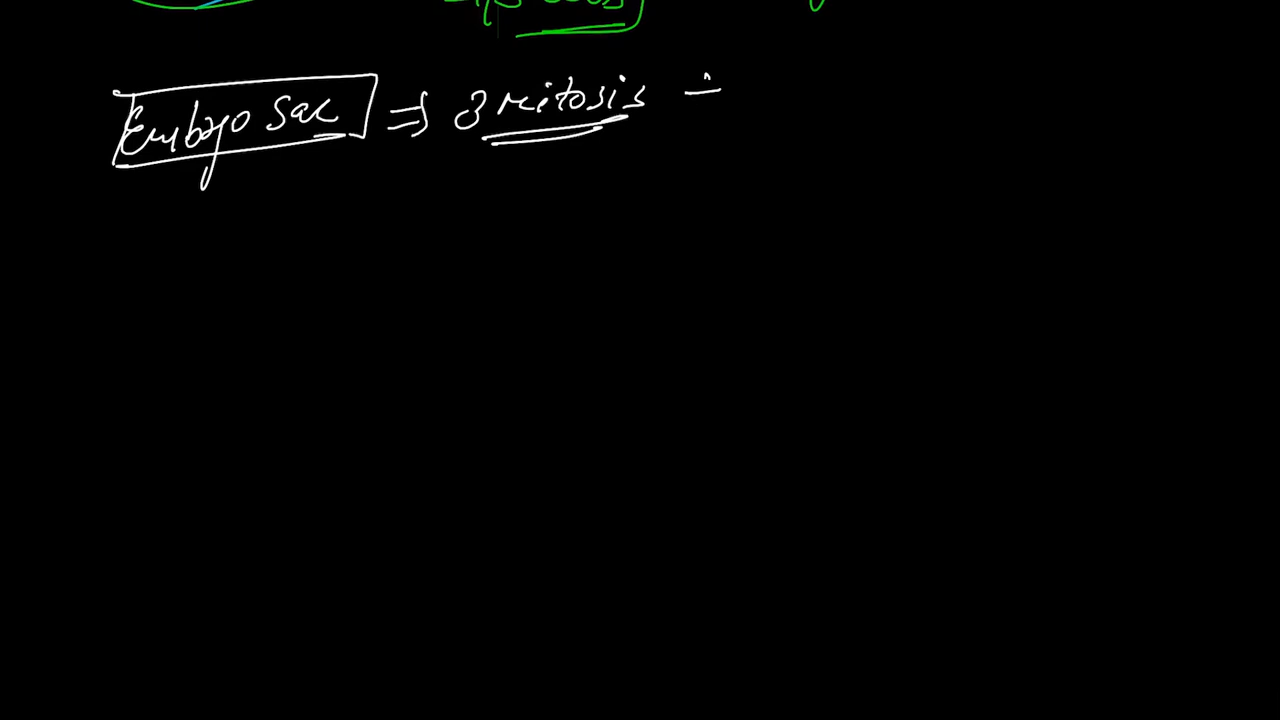 Embryo Sac ⇒ 3 mitosis =